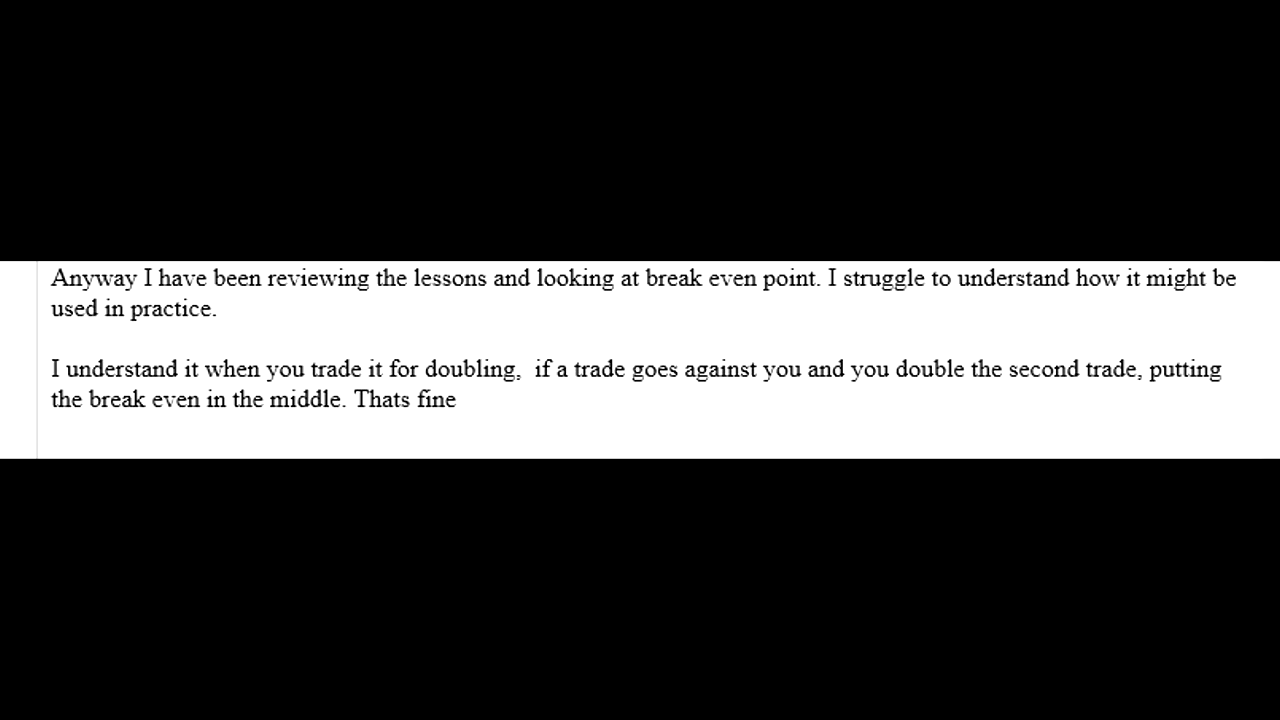 Anyway I have been reviewing the lessons and looking at break even point. I struggle to understand how it might be
used in practice.
I understand it when you trade it for doubling,  if a trade goes against you and you double the second trade, putting
the break even in the middle. Thats fine